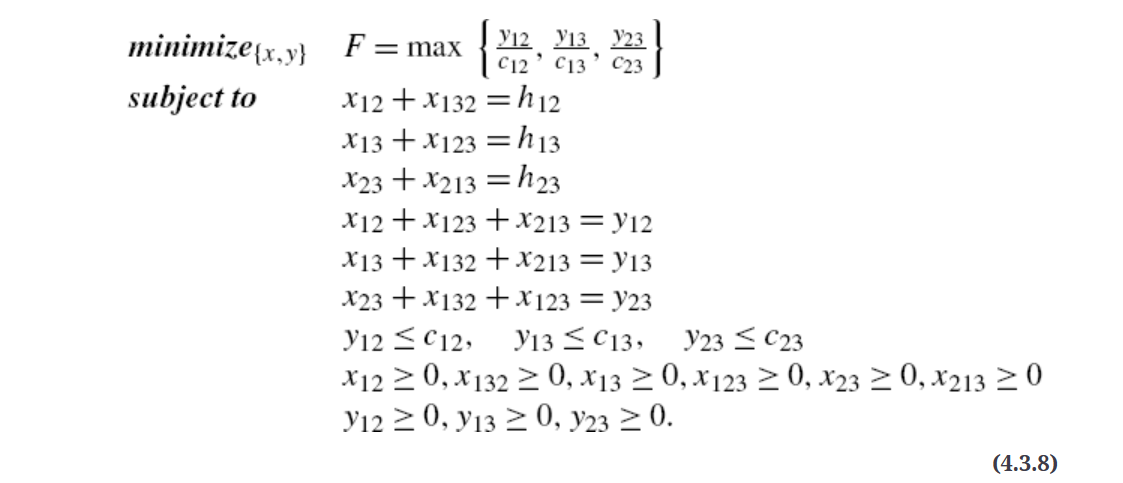 minimize{x,y} F = max { y12/c12, y13/c13, y23/c23 }
subject to x12 + x132 = h12
x13 + x123 = h13
x23 + x213 = h23
x12 + x123 + x213 = y12
x13 + x132 + x213 = y13
x23 + x132 + x123 = y23
y12 ≤ c12, y13 ≤ c13, y23 ≤ c23
x12 ≥ 0, x132 ≥ 0, x13 ≥ 0, x123 ≥ 0, x23 ≥ 0, x213 ≥ 0
y12 ≥ 0, y13 ≥ 0, y23 ≥ 0.
(4.3.8)